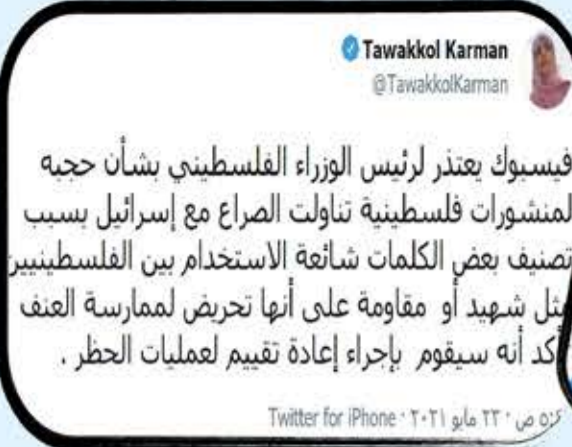 Tawakkol Karman
@TawakkolKarman
فيسبوك يعتذر لرئيس الوزراء الفلسطيني بشأن حجبه
لمنشورات فلسطينية تناولت الصراع مع إسرائيل بسبب
تصنيف بعض الكلمات شائعة الاستخدام بين الفلسطينيين
مثل شهيد أو مقاومة على أنها تحريض لممارسة العنف
أكد أنه سيقوم بإجراء إعادة تقييم لعمليات الحظر .
ص · ٢٣ مايو ٢٠٢١ · Twitter for iPhone